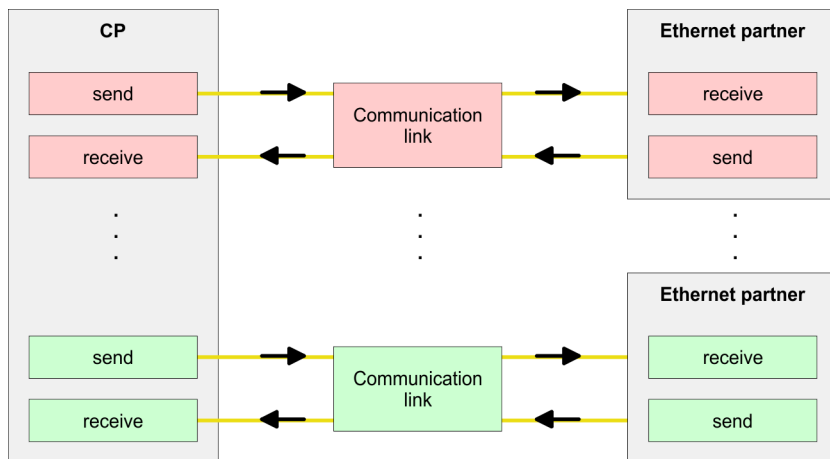 CP
Ethernet partner
send
receive
Communication
link
receive
send
. . .
. . .
. . .
Ethernet partner
send
receive
Communication
link
receive
send